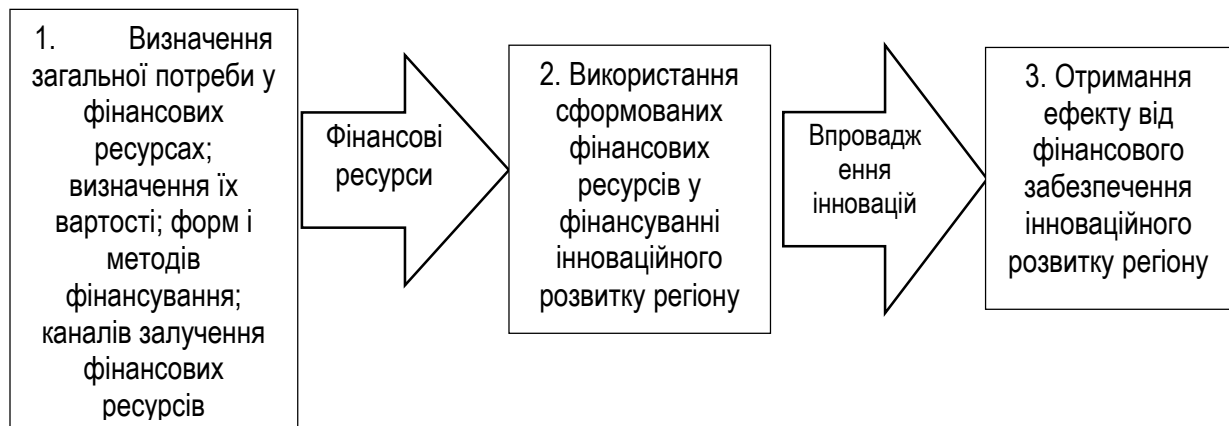 1. Визначення
загальної потреби у
фінансових
ресурсах;
визначення їх
вартості; форм і
методів
фінансування;
каналів залучення
фінансових
ресурсів
Фінансові
ресурси
2. Використання
сформованих
фінансових
ресурсів у
фінансуванні
інноваційного
розвитку регіону
Впровадж
ення
інновацій
3. Отримання
ефекту від
фінансового
забезпечення
інноваційного
розвитку регіону